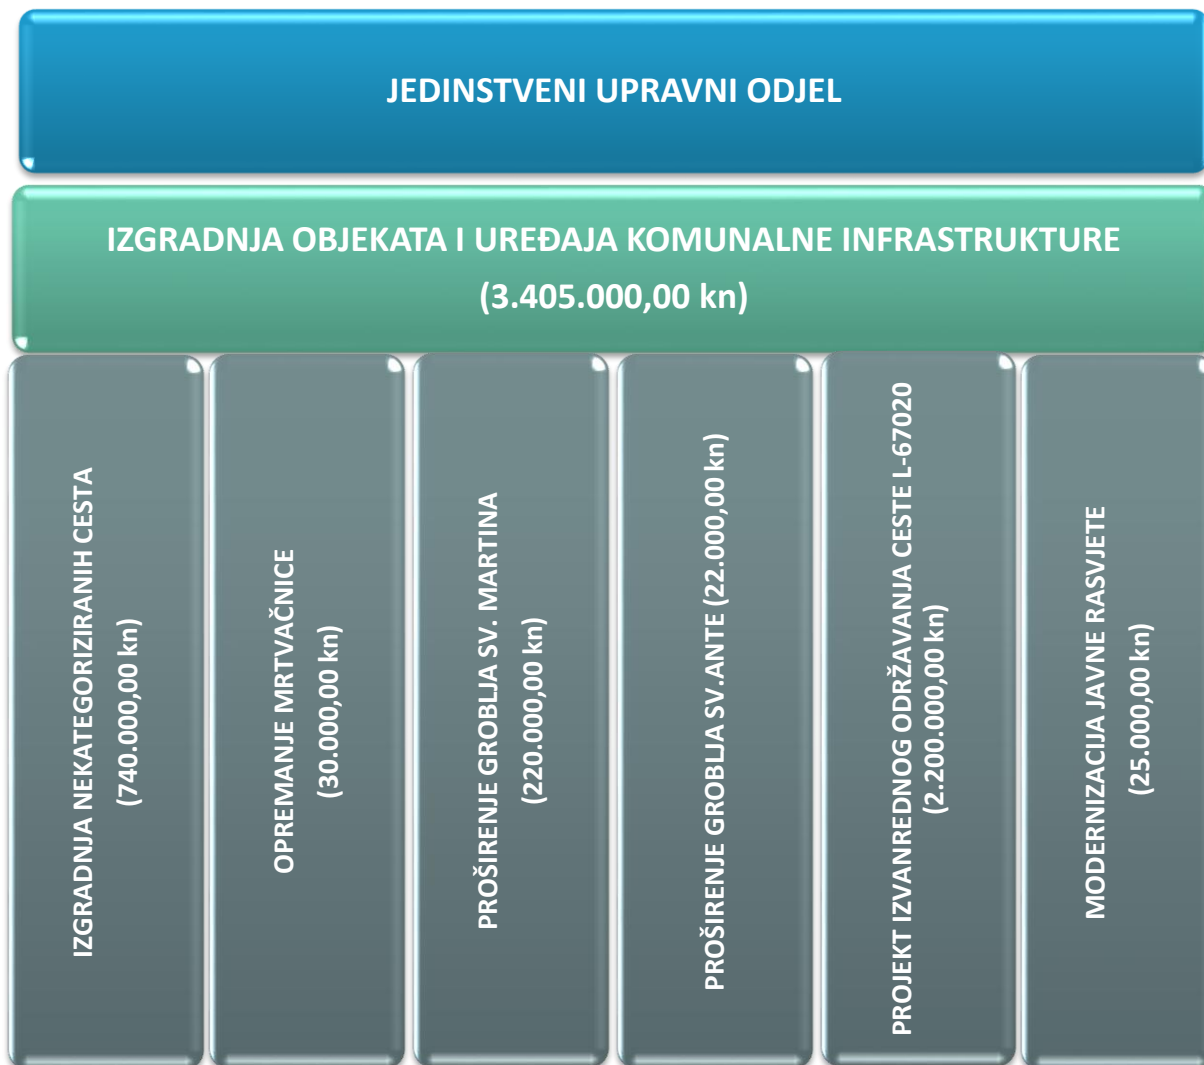 JEDINSTVENI UPRAVNI ODJEL
IZGRADNJA OBJEKATA I UREĐAJA KOMUNALNE INFRASTRUKTURE
(3.405.000,00 kn)
IZGRADNJA NEKATEGORIZIRANIH CESTA
(740.000,00 kn)
OPREMANJE MRTVAČNICE
(30.000,00 kn)
PROŠIRENJE GROBLJA SV. MARTINA
(220.000,00 kn)
PROŠIRENJE GROBLJA SV.ANTE (22.000,00 kn)
PROJEKT IZVANREDNOG ODRŽAVANJA CESTE L-67020
(2.200.000,00 kn)
MODERNIZACIJA JAVNE RASVJETE
(25.000,00 kn)